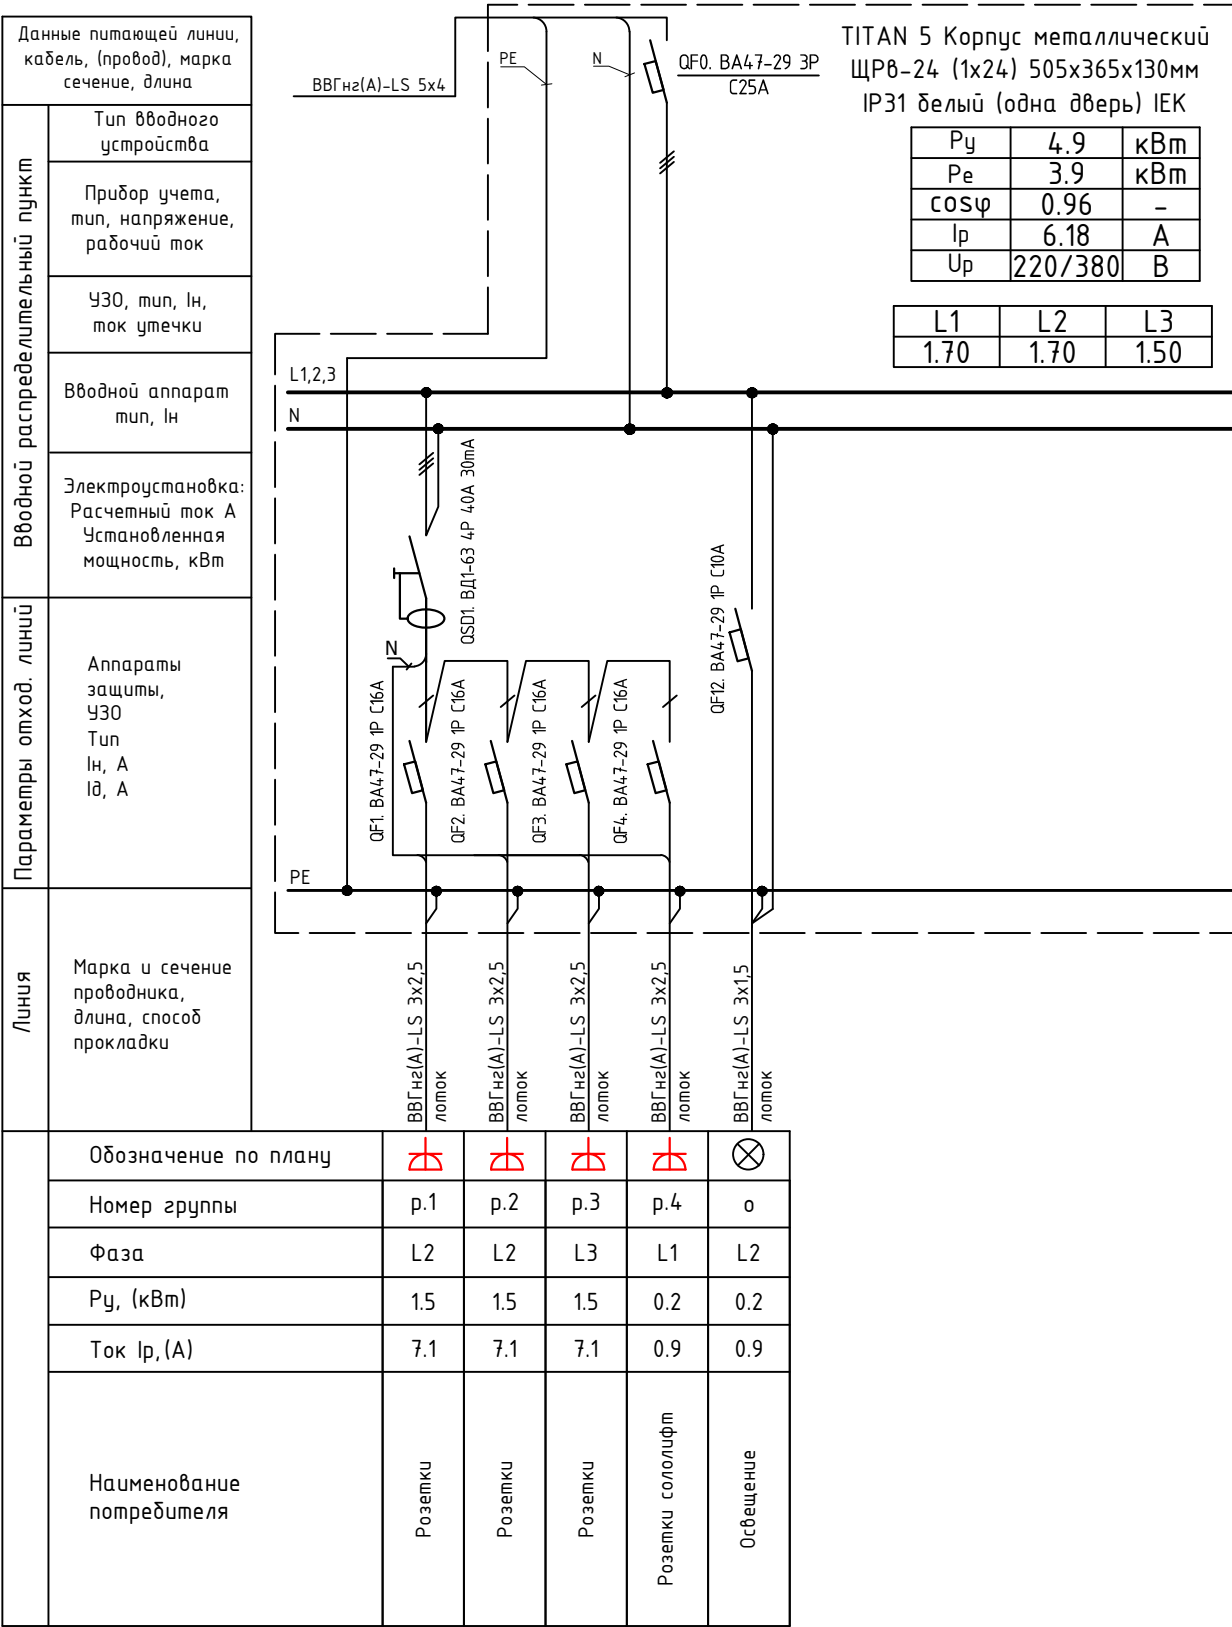 Данные питающей линии,
кабель, (провод), марка
сечение, длина
Вводной распределительный пункт
Тип вводного
устройства
Прибор учета,
тип, напряжение,
рабочий ток
УЗО, тип, Iн,
ток утечки
Вводной аппарат
тип, Iн
Электроустановка:
Расчетный ток А
Установленная
мощность, кВт
Параметры отход. линий
Аппараты
защиты,
УЗО
Тип
Iн, А
Iд, А
Линия
Марка и сечение
проводника,
длина, способ
прокладки
ВВГнг(А)-LS 5х4
PE
N
QF0. ВА47-29 3Р
С25А
TITAN 5 Корпус металлический
ЩРв-24 (1х24) 505х365х130мм
IP31 белый (одна дверь) IEK
Ру 4.9 кВт
Ре 3.9 кВт
cosφ 0.96 -
Iр 6.18 А
Uр 220/380 В
L1 L2 L3
1.70 1.70 1.50
L1,2,3
N
QSD1. ВД1-63 4Р 40А 30mA
N
QF1. ВА47-29 1Р С16А
QF2. ВА47-29 1Р С16А
QF3. ВА47-29 1Р С16А
QF4. ВА47-29 1Р С16А
QF12. ВА47-29 1Р С10А
PE
ВВГнг(А)-LS 3х2,5
лоток
ВВГнг(А)-LS 3х2,5
лоток
ВВГнг(А)-LS 3х2,5
лоток
ВВГнг(А)-LS 3х2,5
лоток
ВВГнг(А)-LS 3х1,5
лоток
Обозначение по плану
Номер группы р.1 р.2 р.3 р.4 о
Фаза L2 L2 L3 L1 L2
Ру, (кВт) 1.5 1.5 1.5 0.2 0.2
Ток Iр,(А) 7.1 7.1 7.1 0.9 0.9
Наименование
потребителя
Розетки
Розетки
Розетки
Розетки сололифт
Освещение